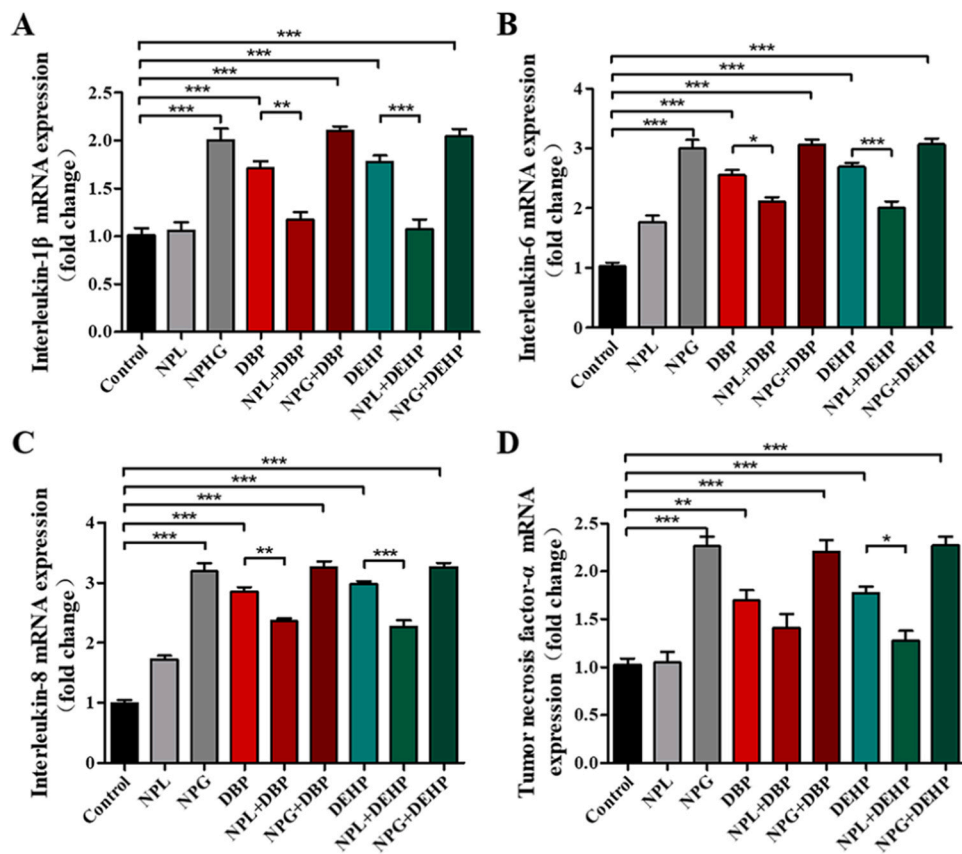 A
Interleukin-1β mRNA expression
(fold change)
***
***
***
***
***
**
***
2.5
2.0
1.5
1.0
0.5
0.0
Control
NPL
NPHG
DBP
NPL+DBP
NPG+DBP
DEHP
NPL+DEHP
NPG+DEHP
B
Interleukin-6 mRNA expression
(fold change)
***
***
***
***
***
*
***
4
3
2
1
0
Control
NPL
NPG
DBP
NPL+DBP
NPG+DBP
DEHP
NPL+DEHP
NPG+DEHP
C
Interleukin-8 mRNA expression
(fold change)
***
***
***
***
***
**
***
4
3
2
1
0
Control
NPL
NPG
DBP
NPL+DBP
NPG+DBP
DEHP
NPL+DEHP
NPG+DEHP
D
Tumor necrosis factor-α mRNA
expression (fold change)
***
***
***
**
***
*
2.5
2.0
1.5
1.0
0.5
0.0
Control
NPL
NPG
DBP
NPL+DBP
NPG+DBP
DEHP
NPL+DEHP
NPG+DEHP